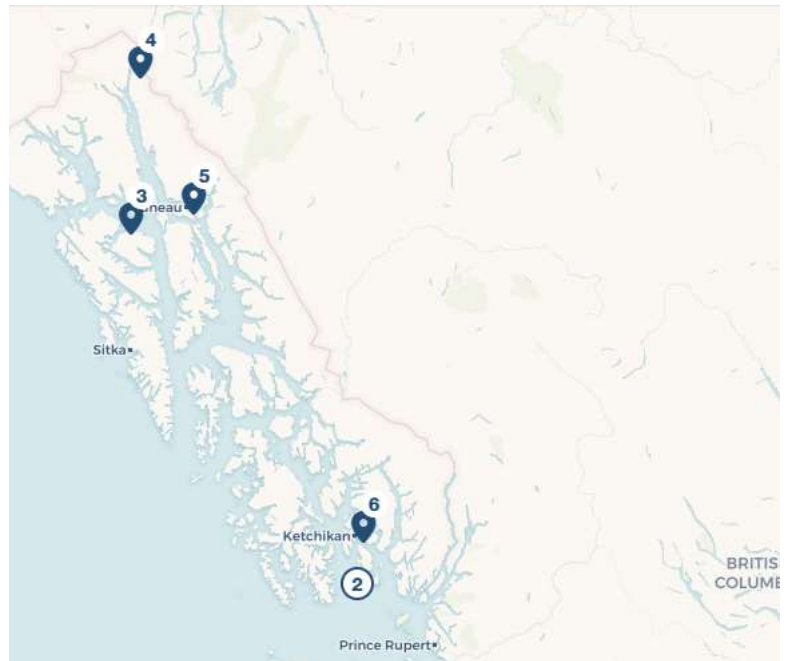 4
5
3
neau
Sitka
6
Ketchikan
2
BRITIS
COLUMB
Prince Rupert